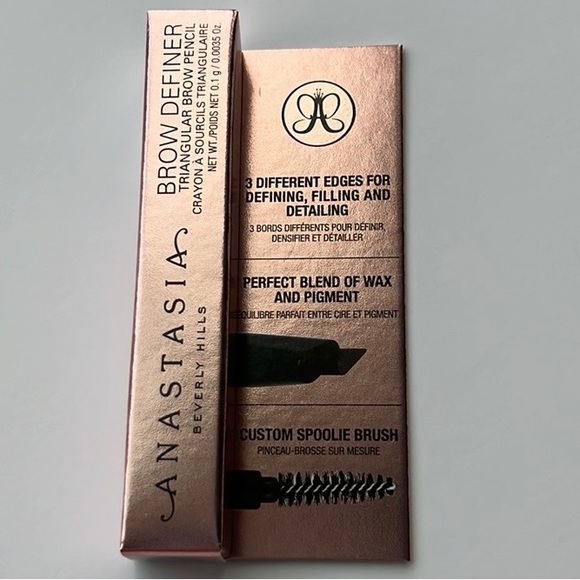 ANASTASIA
BEVERLY HILLS
BROW DEFINER
TRIANGULAR BROW PENCIL
CRAYON À SOURCILS TRIANGULAIRE
NET WT./POIDS NET 0.1 g / 0.0035 Oz.
3 DIFFERENT EDGES FOR
DEFINING, FILLING AND
DETAILING
3 BORDS DIFFÉRENTS POUR DÉFINIR,
DENSIFIER ET DÉTAILLER
PERFECT BLEND OF WAX
AND PIGMENT
ÉQUILIBRE PARFAIT ENTRE CIRE ET PIGMENT
CUSTOM SPOOLIE BRUSH
PINCEAU-BROSSE SUR MESURE